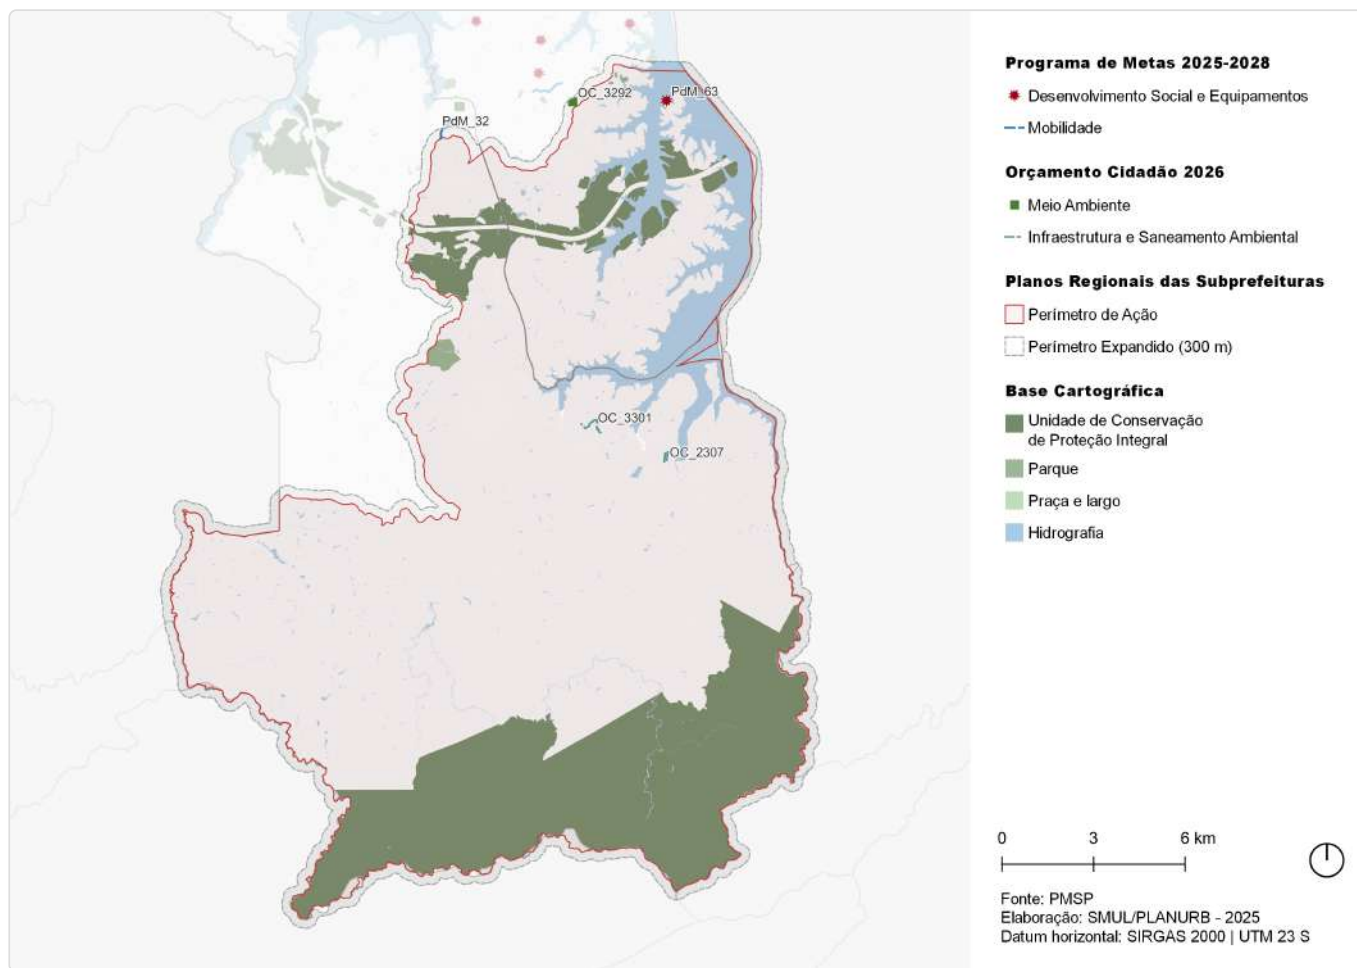 OC_3292
PdM_63
PdM_32
OC_3301
OC_2307
Programa de Metas 2025-2028
Desenvolvimento Social e Equipamentos
Mobilidade
Orçamento Cidadão 2026
Meio Ambiente
Infraestrutura e Saneamento Ambiental
Planos Regionais das Subprefeituras
Perímetro de Ação
Perímetro Expandido (300 m)
Base Cartográfica
Unidade de Conservação
de Proteção Integral
Parque
Praça e largo
Hidrografia
0 3 6 km
Fonte: PMSP
Elaboração: SMUL/PLANURB - 2025
Datum horizontal: SIRGAS 2000 | UTM 23 S